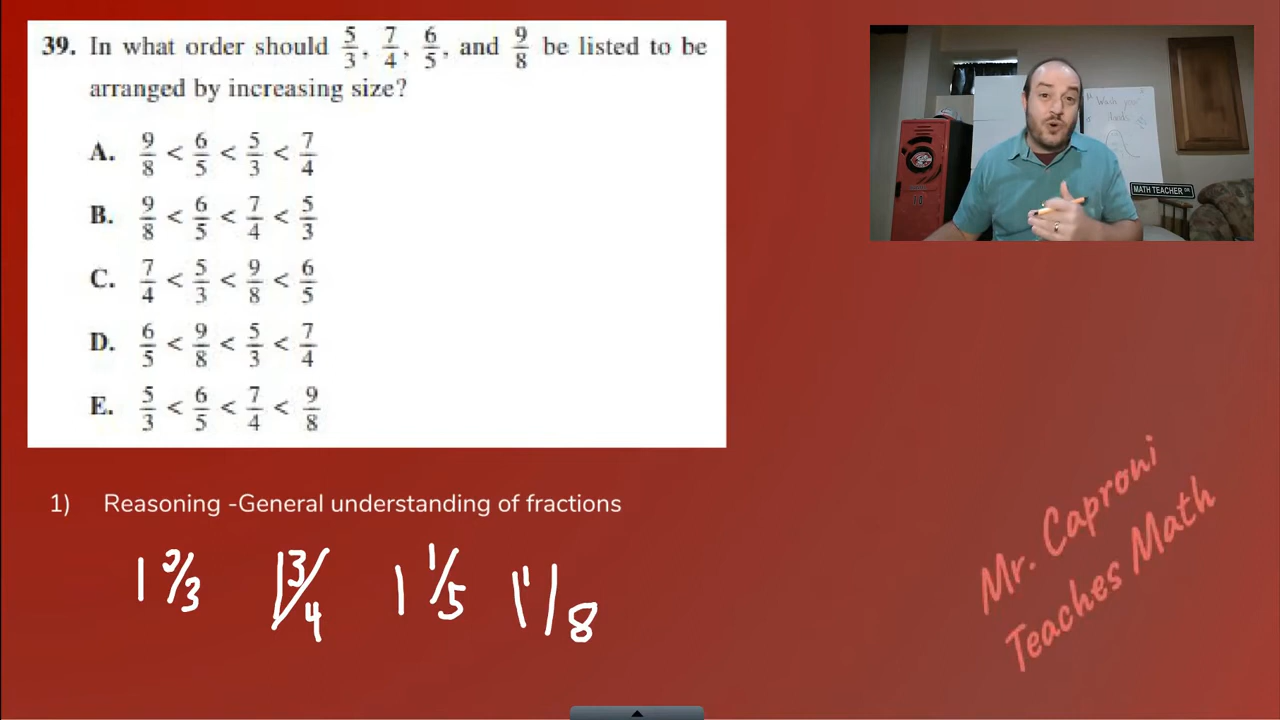 39. In what order should 5/3, 7/4, 6/5, and 9/8 be listed to be
arranged by increasing size?
A. 9/8 < 6/5 < 5/3 < 7/4
B. 9/8 < 6/5 < 7/4 < 5/3
C. 7/4 < 5/3 < 9/8 < 6/5
D. 6/5 < 9/8 < 5/3 < 7/4
E. 5/3 < 6/5 < 7/4 < 9/8
Wash your
Hands
MATH TEACHER DR
1) Reasoning -General understanding of fractions
1 2/3 1 3/4 1 1/5 1 1/8
Mr. Caproni
Teaches Math